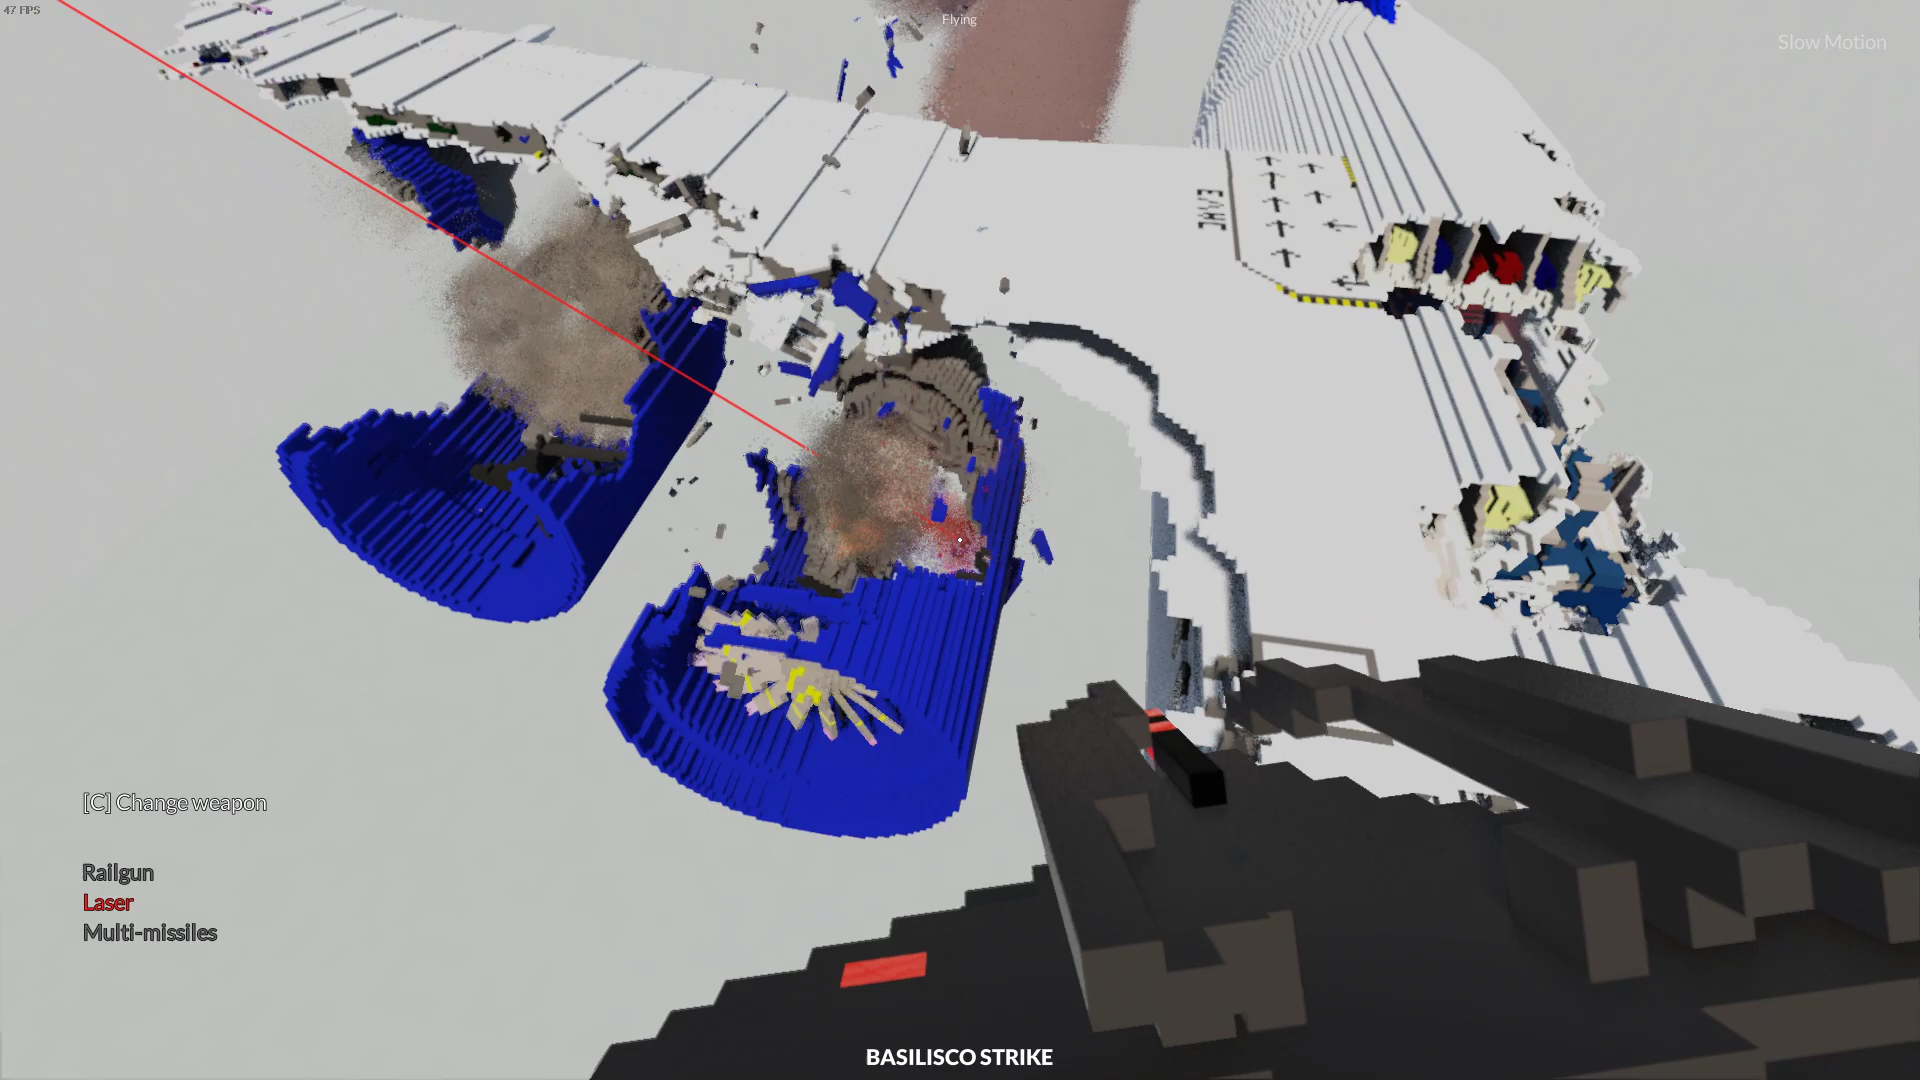 47 FPS
Flying
Slow Motion
[C] Change weapon
Railgun
Laser
Multi-missiles
BASILISCO STRIKE